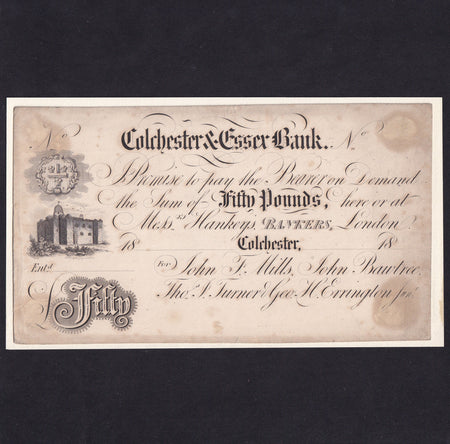 Colchester & Essex Bank.
No No
I Promise to pay the Bearer on Demand
the Sum of Fifty Pounds, here or at
Messrs Hankeys BANKERS, London.
18 Colchester, 18
Entd. For John F. Mills, John Bawtree,
Thos. J. Turner & Geo. H. Errington Junr.
£ Fifty